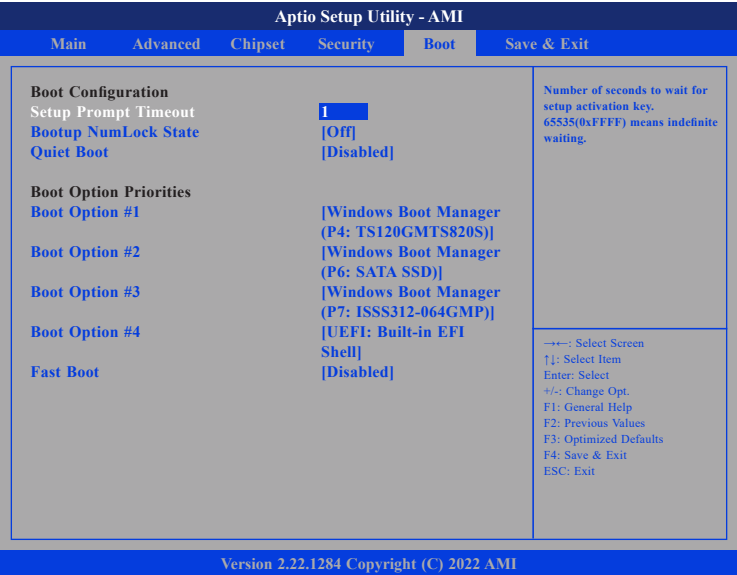 Aptio Setup Utility - AMI
Main Advanced Chipset Security Boot Save & Exit
Boot Configuration
Setup Prompt Timeout 1
Bootup NumLock State [Off]
Quiet Boot [Disabled]
Boot Option Priorities
Boot Option #1 [Windows Boot Manager
(P4: TS120GMTS820S)]
Boot Option #2 [Windows Boot Manager
(P6: SATA SSD)]
Boot Option #3 [Windows Boot Manager
(P7: ISSS312-064GMP)]
Boot Option #4 [UEFI: Built-in EFI
Shell]
Fast Boot [Disabled]
Number of seconds to wait for
setup activation key.
65535(0xFFFF) means indefinite
waiting.
→←: Select Screen
↑↓: Select Item
Enter: Select
+/-: Change Opt.
F1: General Help
F2: Previous Values
F3: Optimized Defaults
F4: Save & Exit
ESC: Exit
Version 2.22.1284 Copyright (C) 2022 AMI